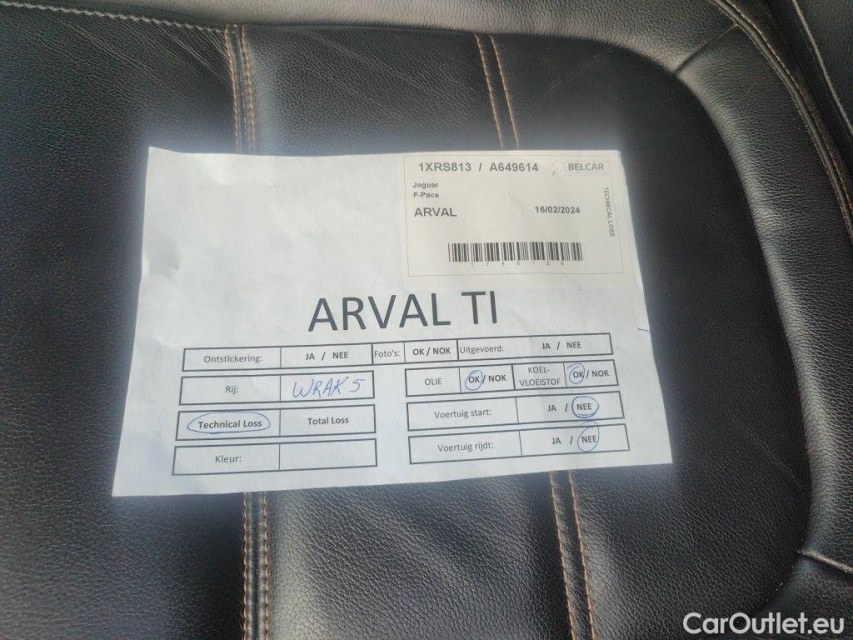 1XRS813 / A649614 BELCAR
Jaguar
F-Pace
ARVAL 16/02/2024
TECHNICAL LOSS
ARVAL TI
Ontstickering: JA / NEE Foto's: OK / NOK Uitgevoerd: JA / NEE
Rij: WRAK 5 OLIE OK / NOK KOEL-VLOEISTOF OK / NOK
Technical Loss Total Loss Voertuig start: JA / NEE
Kleur: Voertuig rijdt: JA / NEE
CarOutlet.eu